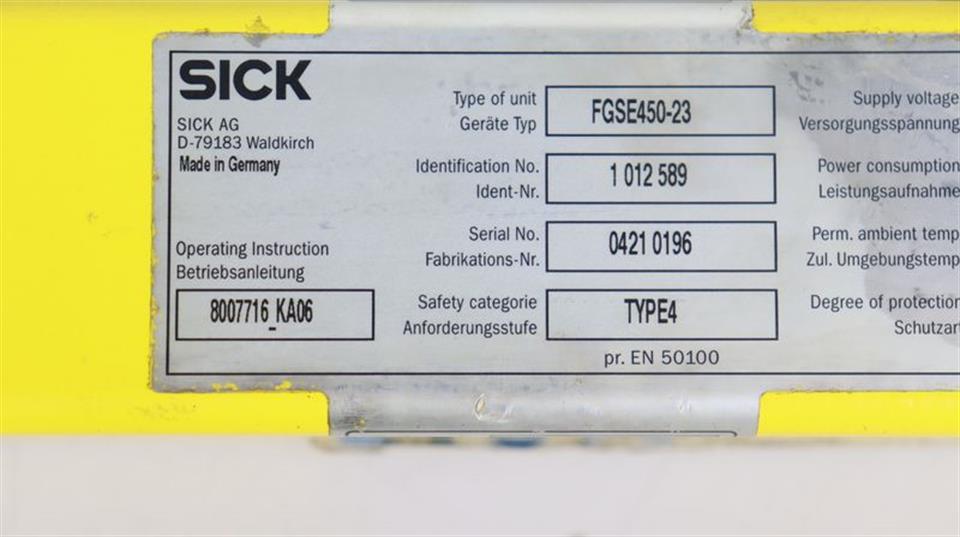 SICK
SICK AG
D-79183 Waldkirch
Made in Germany
Operating Instruction
Betriebsanleitung
8007716_KA06
Type of unit
Geräte Typ
FGSE450-23
Identification No.
Ident-Nr.
1 012 589
Serial No.
Fabrikations-Nr.
0421 0196
Safety categorie
Anforderungsstufe
TYPE4
pr. EN 50100
Supply voltage
Versorgungsspannung
Power consumption
Leistungsaufnahme
Perm. ambient temp
Zul. Umgebungstemp
Degree of protection
Schutzart